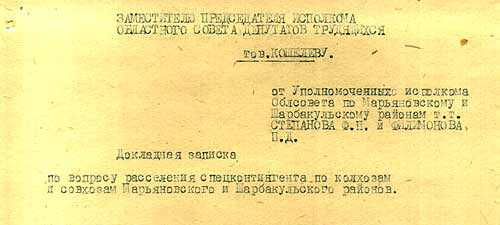 ЗАМЕСТИТЕЛЮ ПРЕДСЕДАТЕЛЯ ИСПОЛКОМА
ОБЛАСТНОГО СОВЕТА ДЕПУТАТОВ ТРУДЯЩИХСЯ
тов.КОШЕЛЕВУ.
от Уполномоченных исполкома
Облсовета по Марьяновскому и
Шарбакульскому районам т.т.
СТЕПАНОВА Ф.П. и ФИЛИМОНОВА,
П.Д.
Докладная записка
по вопросу расселения спецконтингента по колхозам
и совхозам Марьяновского и Шарбакульского районов.